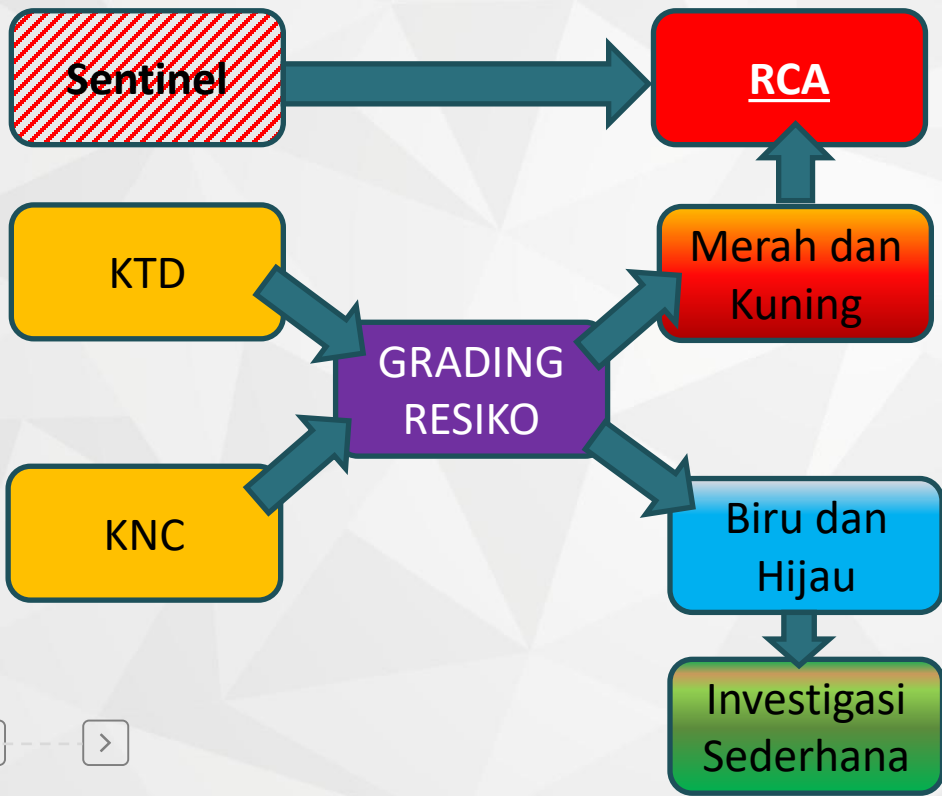 Sentinel
RCA
KTD
Merah dan
Kuning
GRADING
RESIKO
KNC
Biru dan
Hijau
Investigasi
Sederhana